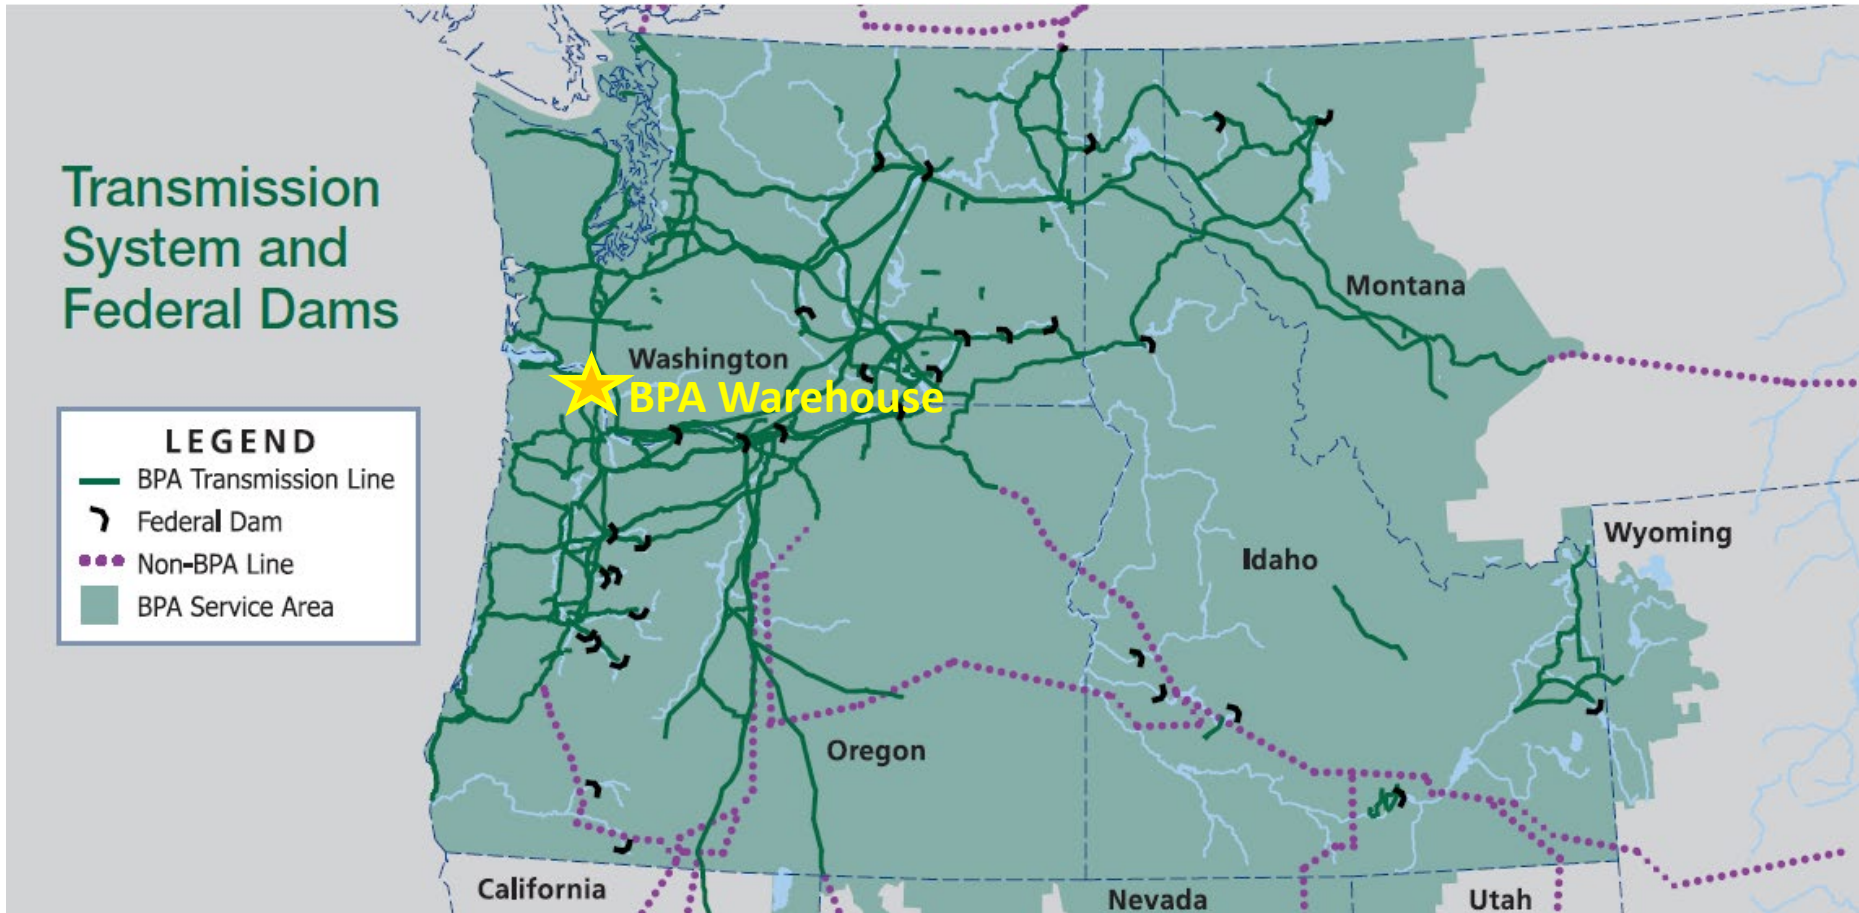 Transmission
System and
Federal Dams
LEGEND
BPA Transmission Line
Federal Dam
Non-BPA Line
BPA Service Area
Washington
BPA Warehouse
Montana
Wyoming
Idaho
Oregon
California
Nevada
Utah